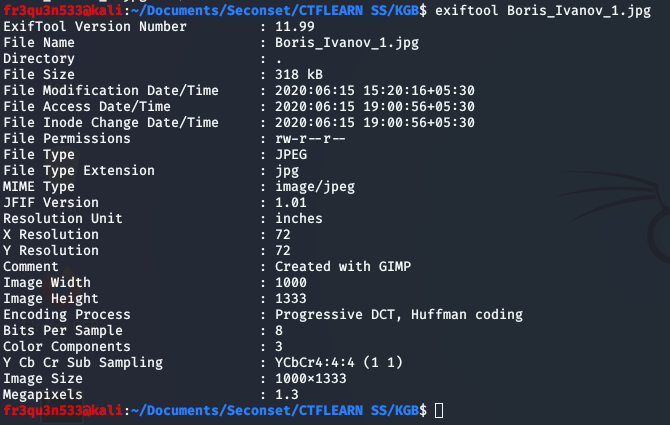 fr3qu3n533@kali:~/Documents/Seconset/CTFLEARN SS/KGB$ exiftool Boris_Ivanov_1.jpg
ExifTool Version Number : 11.99
File Name : Boris_Ivanov_1.jpg
Directory : .
File Size : 318 kB
File Modification Date/Time : 2020:06:15 15:20:16+05:30
File Access Date/Time : 2020:06:15 19:00:56+05:30
File Inode Change Date/Time : 2020:06:15 19:00:56+05:30
File Permissions : rw-r--r--
File Type : JPEG
File Type Extension : jpg
MIME Type : image/jpeg
JFIF Version : 1.01
Resolution Unit : inches
X Resolution : 72
Y Resolution : 72
Comment : Created with GIMP
Image Width : 1000
Image Height : 1333
Encoding Process : Progressive DCT, Huffman coding
Bits Per Sample : 8
Color Components : 3
Y Cb Cr Sub Sampling : YCbCr4:4:4 (1 1)
Image Size : 1000×1333
Megapixels : 1.3
fr3qu3n533@kali:~/Documents/Seconset/CTFLEARN SS/KGB$